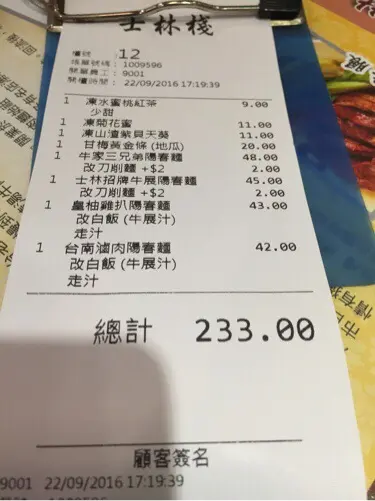 士林棧
檯號 : 12
賬單號碼 : 1009596
開單員工 : 9001
開檯時間 : 22/09/2016 17:19:39
1 凍水蜜桃紅茶 9.00
少甜
1 凍菊花蜜 11.00
1 凍山渣紫貝天葵 11.00
1 甘梅黃金條(地瓜) 20.00
1 牛家三兄弟陽春麵 48.00
改刀削麵 +$2 2.00
1 士林招牌牛展陽春麵 45.00
改刀削麵 +$2 2.00
1 皇柚雞扒陽春麵 43.00
改白飯(牛展汁)
走汁
1 台南滷肉陽春麵 42.00
改白飯(牛展汁)
走汁
總計 233.00
顧客簽名
9001 22/09/2016 17:19:39
1009596